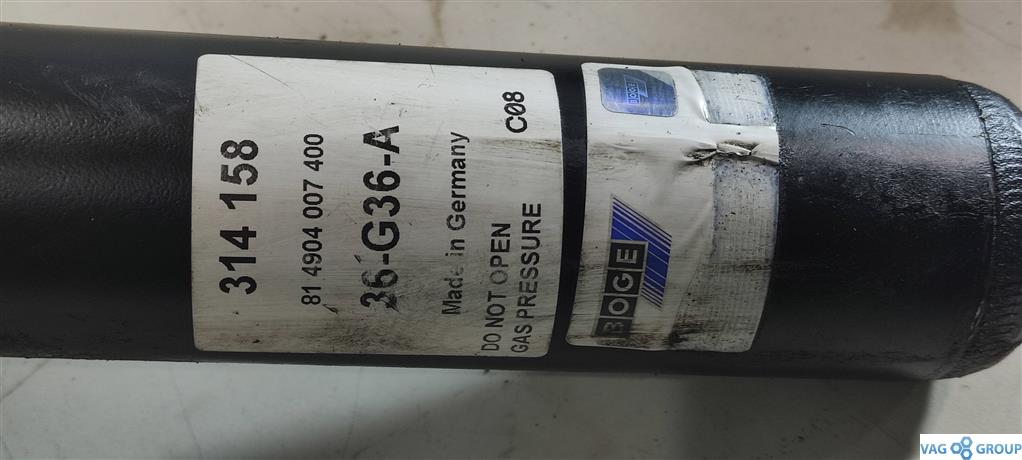 314 158
81 4904 007 400
36-G36-A
Made in Germany
DO NOT OPEN
GAS PRESSURE
C08
BOGE
BOGE
VAG GROUP